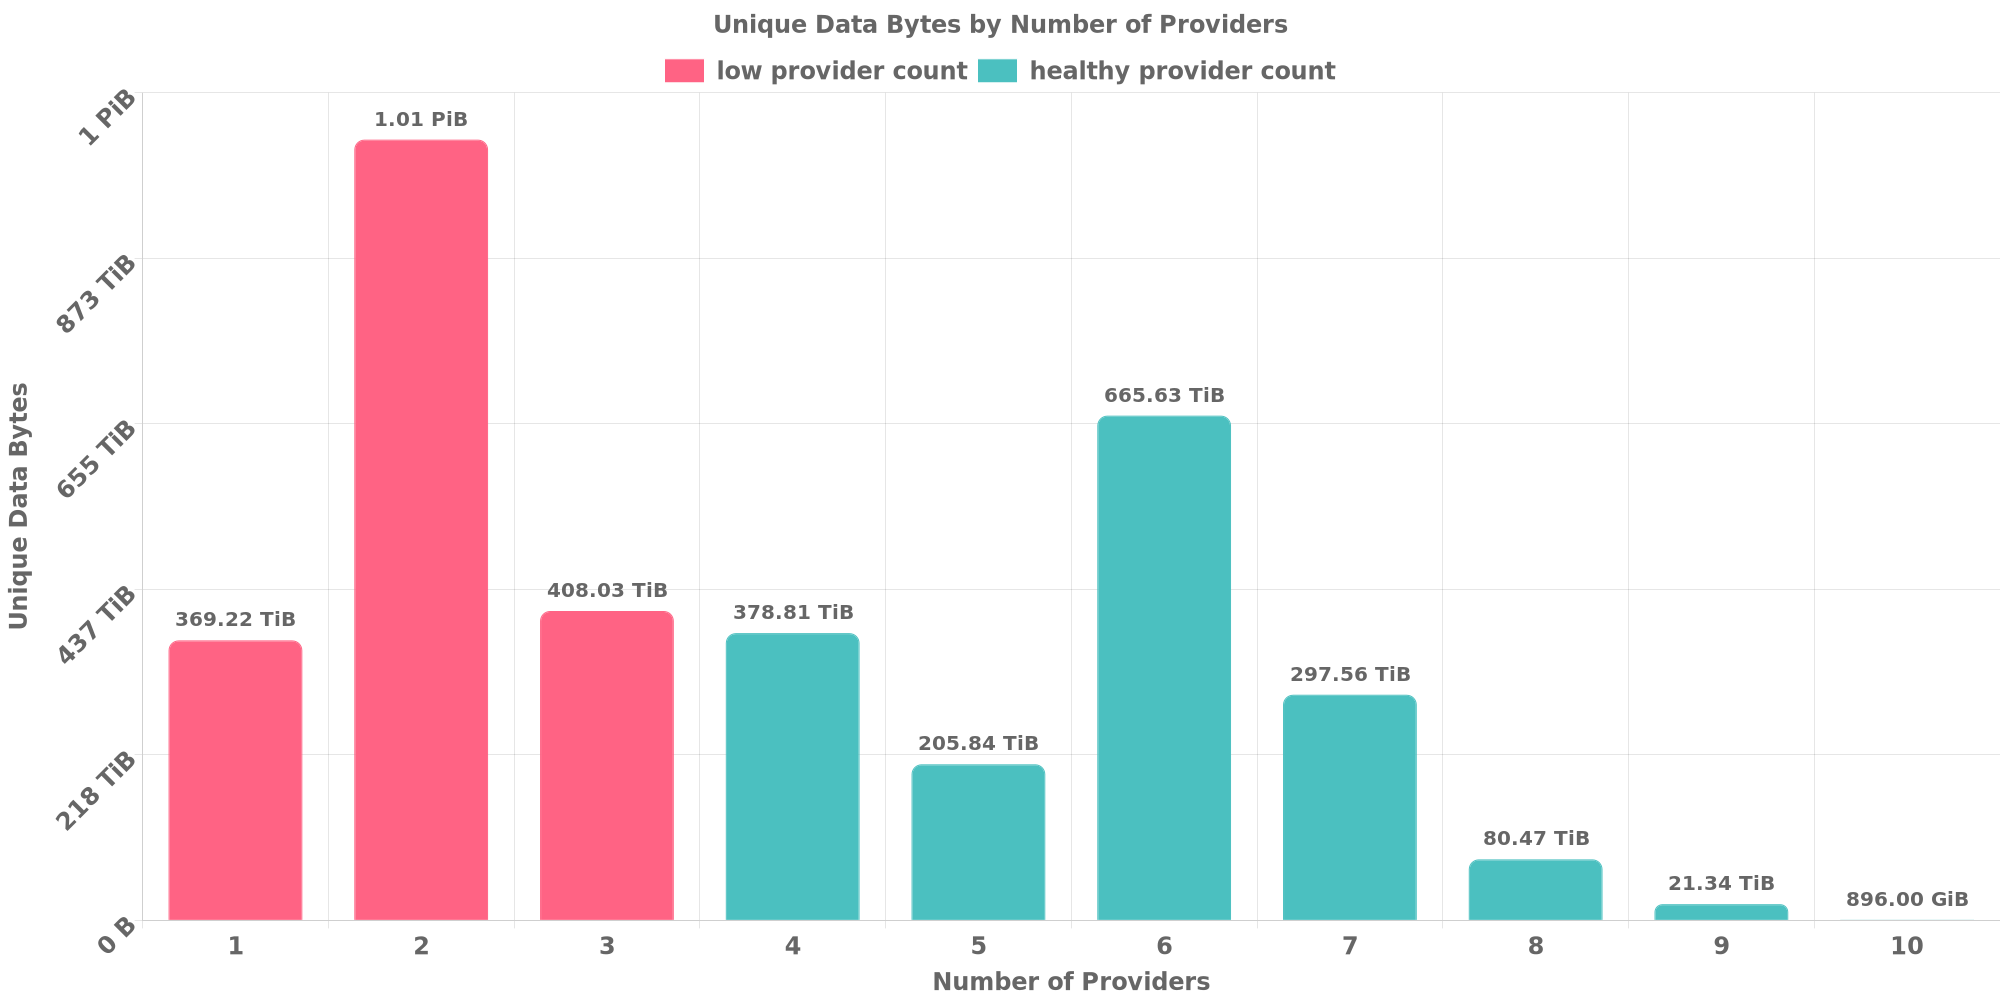 Unique Data Bytes by Number of Providers
low provider count healthy provider count
1 PiB
873 TiB
655 TiB
437 TiB
218 TiB
0 B
Unique Data Bytes
369.22 TiB
1.01 PiB
408.03 TiB
378.81 TiB
205.84 TiB
665.63 TiB
297.56 TiB
80.47 TiB
21.34 TiB
896.00 GiB
1 2 3 4 5 6 7 8 9 10
Number of Providers